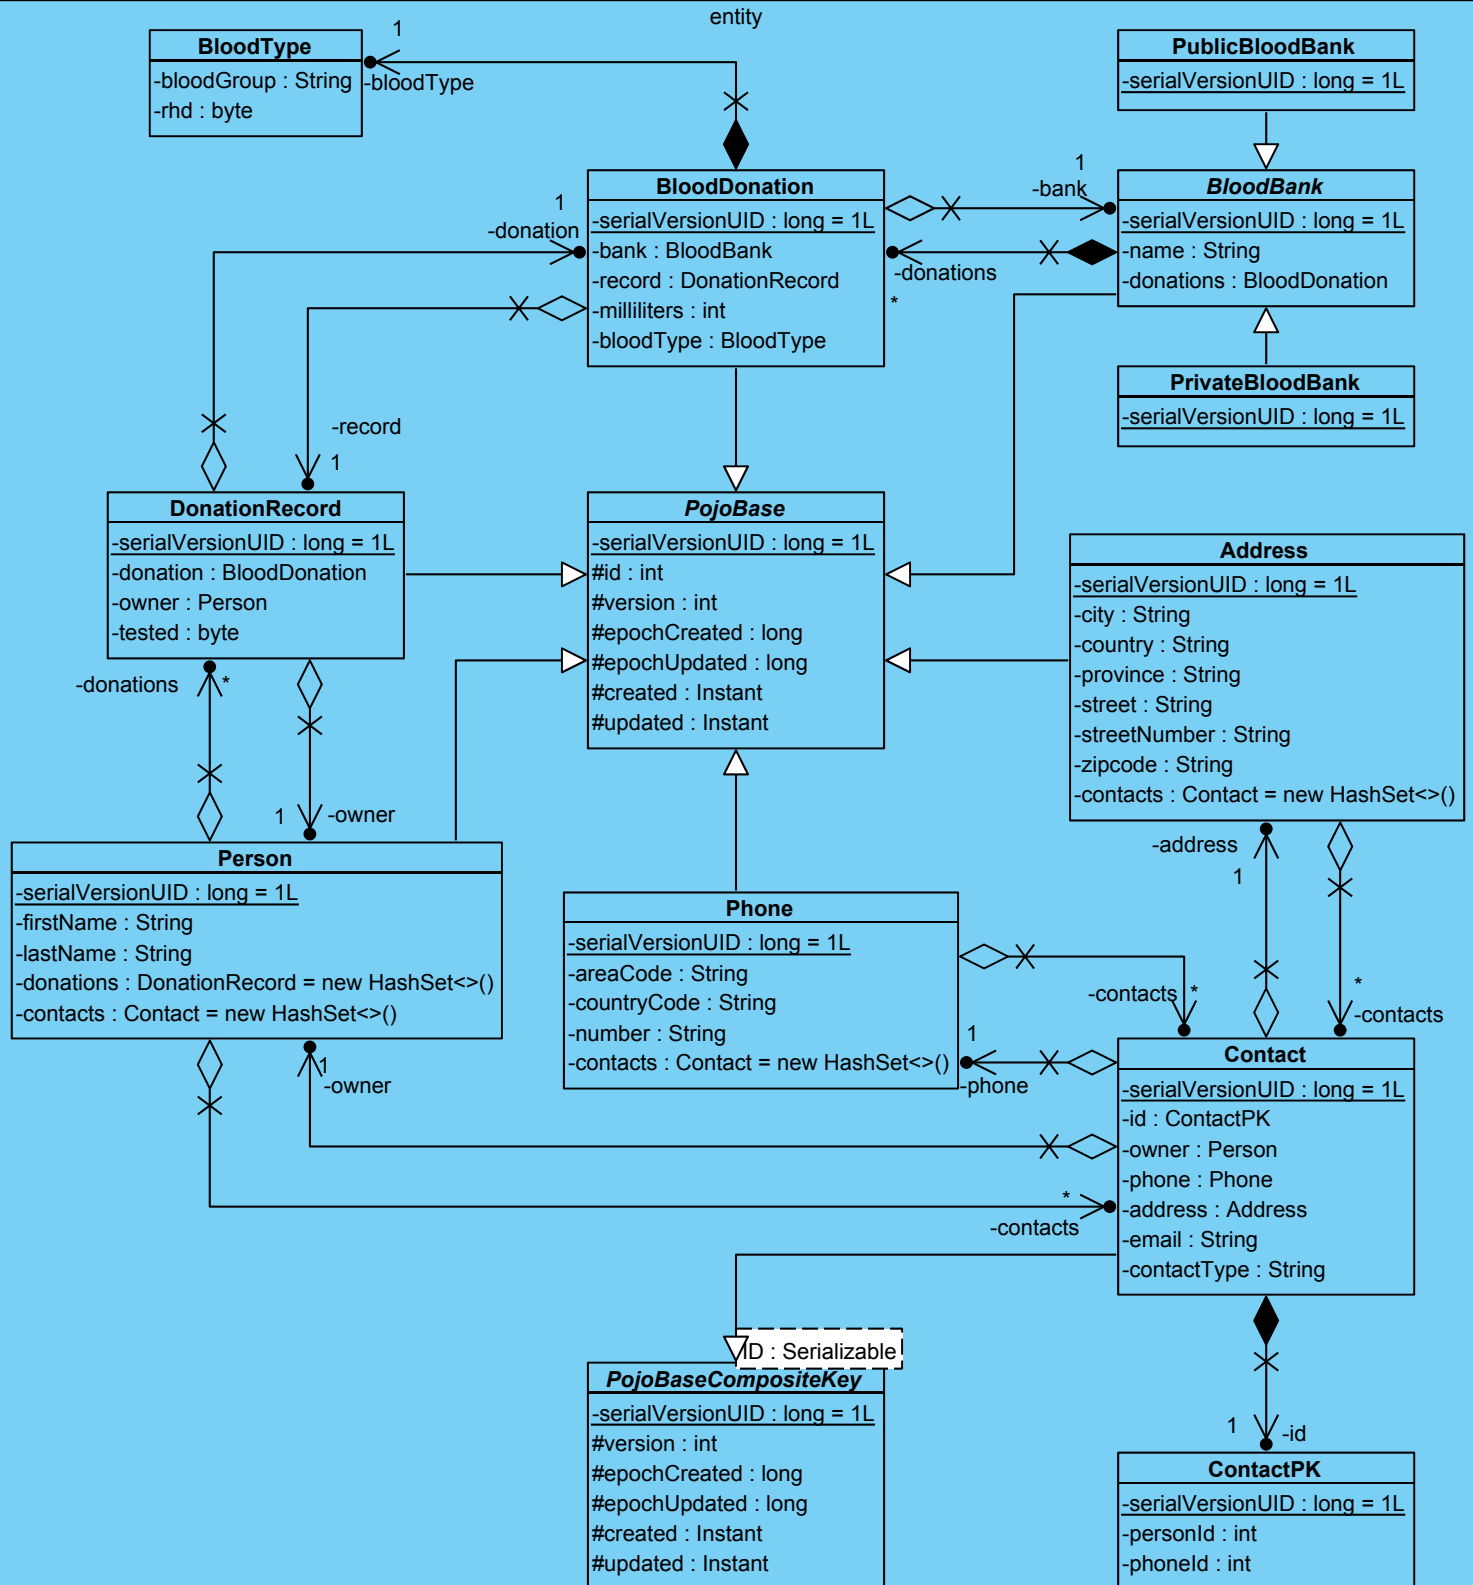 entity
BloodType
-bloodGroup : String
-rhd : byte
1
-bloodType
PublicBloodBank
-serialVersionUID : long = 1L
BloodDonation
-serialVersionUID : long = 1L
-bank : BloodBank
-record : DonationRecord
-milliliters : int
-bloodType : BloodType
1
-bank
-donations
*
BloodBank
-serialVersionUID : long = 1L
-name : String
-donations : BloodDonation
1
-donation
-record
1
PrivateBloodBank
-serialVersionUID : long = 1L
DonationRecord
-serialVersionUID : long = 1L
-donation : BloodDonation
-owner : Person
-tested : byte
PojoBase
-serialVersionUID : long = 1L
#id : int
#version : int
#epochCreated : long
#epochUpdated : long
#created : Instant
#updated : Instant
Address
-serialVersionUID : long = 1L
-city : String
-country : String
-province : String
-street : String
-streetNumber : String
-zipcode : String
-contacts : Contact = new HashSet<>()
-donations
*
1
-owner
Person
-serialVersionUID : long = 1L
-firstName : String
-lastName : String
-donations : DonationRecord = new HashSet<>()
-contacts : Contact = new HashSet<>()
Phone
-serialVersionUID : long = 1L
-areaCode : String
-countryCode : String
-number : String
-contacts : Contact = new HashSet<>()
-address
1
*
-contacts
-contacts
*
1
-phone
1
-owner
*
-contacts
Contact
-serialVersionUID : long = 1L
-id : ContactPK
-owner : Person
-phone : Phone
-address : Address
-email : String
-contactType : String
ID : Serializable
PojoBaseCompositeKey
-serialVersionUID : long = 1L
#version : int
#epochCreated : long
#epochUpdated : long
#created : Instant
#updated : Instant
1
-id
ContactPK
-serialVersionUID : long = 1L
-personId : int
-phoneId : int